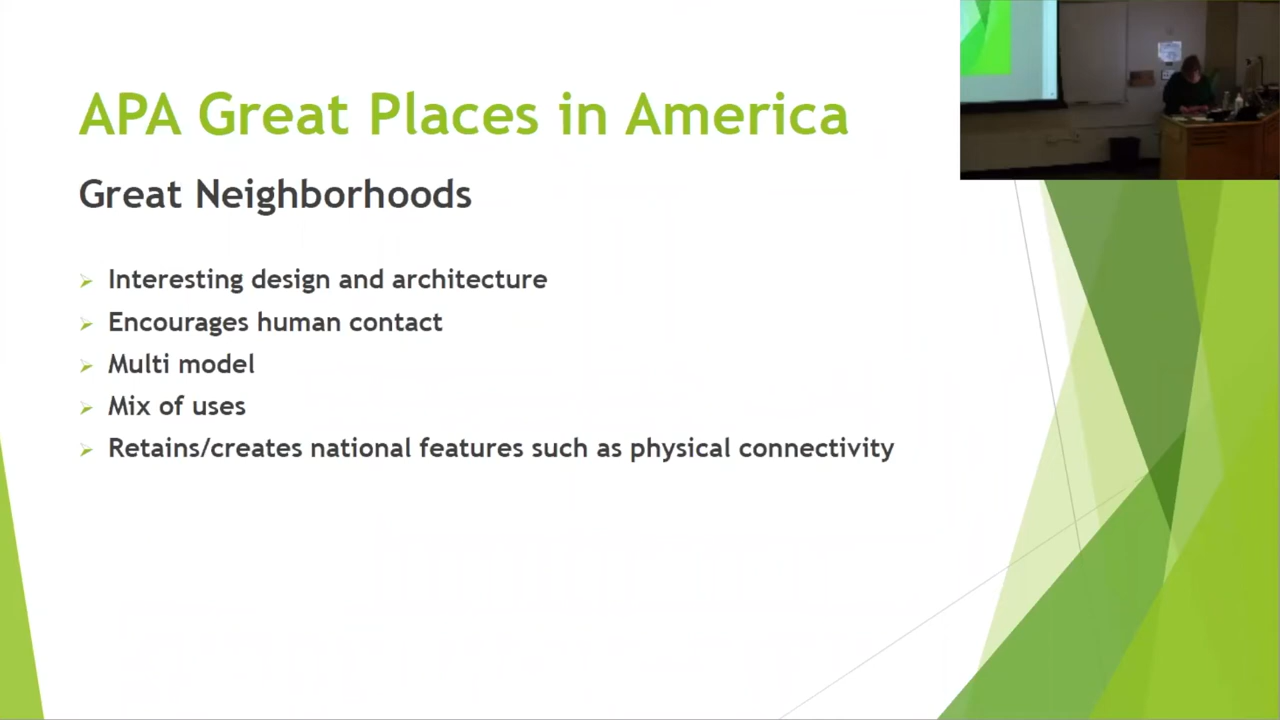 APA Great Places in America
Great Neighborhoods
Interesting design and architecture
Encourages human contact
Multi model
Mix of uses
Retains/creates national features such as physical connectivity